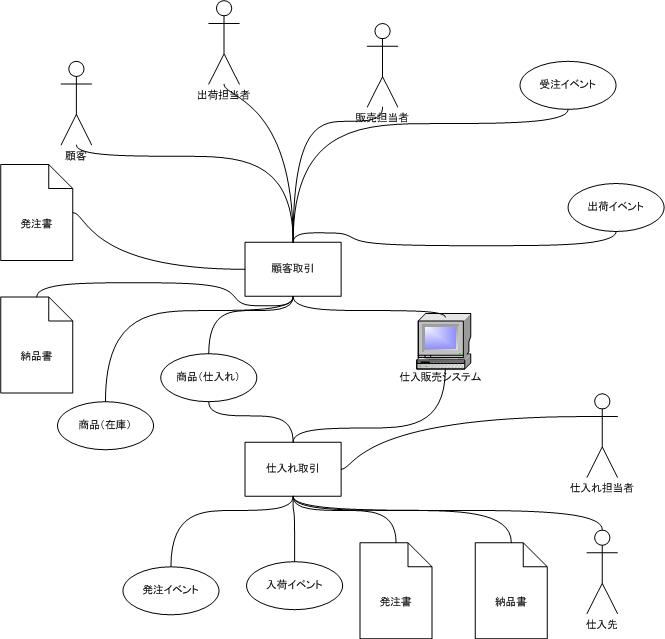 出荷担当者
販売担当者
受注イベント
顧客
発注書
出荷イベント
顧客取引
納品書
商品(仕入れ)
仕入販売システム
商品(在庫)
仕入れ取引
仕入れ担当者
発注イベント
入荷イベント
発注書
納品書
仕入先